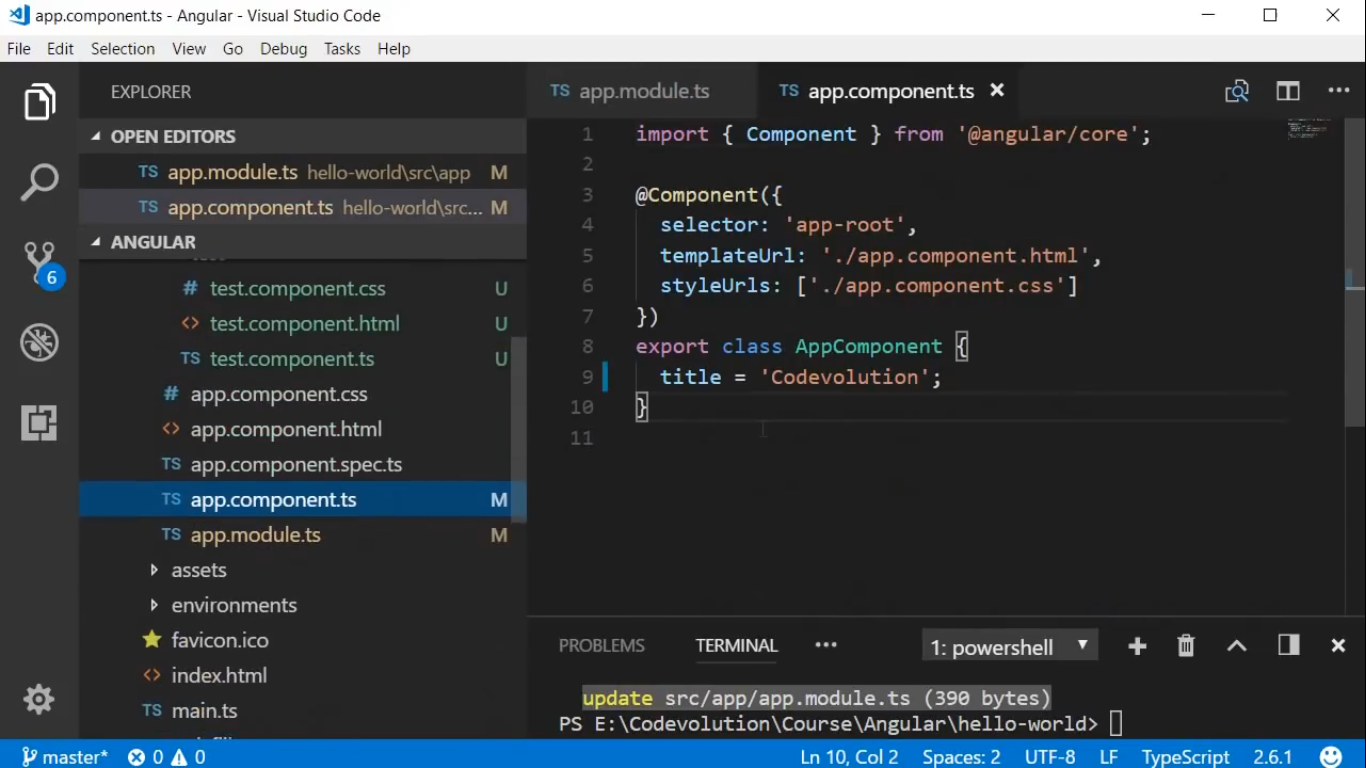 app.component.ts - Angular - Visual Studio Code
File Edit Selection View Go Debug Tasks Help
EXPLORER
OPEN EDITORS
TS app.module.ts hello-world\src\app M
TS app.component.ts hello-world\src... M
ANGULAR
# test.component.css U
<> test.component.html U
TS test.component.ts U
# app.component.css
<> app.component.html
TS app.component.spec.ts
TS app.component.ts M
TS app.module.ts M
assets
environments
favicon.ico
<> index.html
TS main.ts
6
TS app.module.ts TS app.component.ts
1 import { Component } from '@angular/core';
2
3 @Component({
4 selector: 'app-root',
5 templateUrl: './app.component.html',
6 styleUrls: ['./app.component.css']
7 })
8 export class AppComponent {
9 title = 'Codevolution';
10 }
11
PROBLEMS TERMINAL ... 1: powershell
update src/app/app.module.ts (390 bytes)
PS E:\Codevolution\Course\Angular\hello-world>
master* 0 0 Ln 10, Col 2 Spaces: 2 UTF-8 LF TypeScript 2.6.1